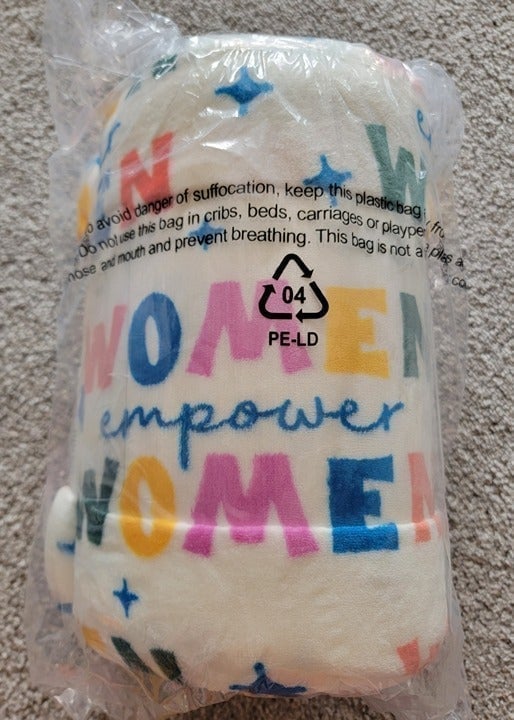 N W
avoid danger of suffocation, keep this plastic bag
Do not use this bag in cribs, beds, carriages or
nose and mouth and prevent breathing. This bag is not a
04
PE-LD
WOMEN
empower
WOMEN